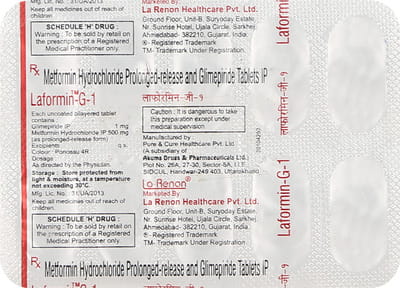 Mfg. Lic. No. : 31/UA/2013
Keep all medicines out of reach of
children.
SCHEDULE 'H' DRUG :
Warning : To be sold by retail on
the prescription of a Registered
Medical Practitioner only.
Marketed By:
La Renon Healthcare Pvt. Ltd.
Ground Floor, Unit-B, Suryoday Estate,
Nr. Sunrise Hotel, Ujala Circle, Sarkhej,
Ahmedabad-382210, Gujarat, India.
®- Registered Trademark
TM- Trademark Under Registration
Rx Metformin Hydrochloride Prolonged-release and Glimepiride Tablets IP
Laformin™-G-1
Each uncoated bilayered tablet
contains:
Glimepiride IP 1 mg
Metformin Hydrochloride IP 500 mg
(as prolonged-release form)
Excipients q.s.
Colour : Ponceau 4R
Dosage :
As directed by the Physician.
Storage : Store protected from
light & moisture, at a temperature
not exceeding 30°C.
Mfg. Lic. No. : 31/UA/2013
Keep all medicines out of reach of
children.
लाफोरमिन-जी-१
Caution : It is dangerous to take
this preparation except under
medical supervision
Manufactured by :
Pure & Cure Healthcare Pvt. Ltd.
(A subsidiary of
Akums Drugs & Pharmaceuticals Ltd.)
Plot No. 26A, 27-30, Sector-8A, I.I.E.
SIDCUL, Haridwar-249 403, Uttarakhand
La Renon®
Marketed By:
La Renon Healthcare Pvt. Ltd.
Ground Floor, Unit-B, Suryoday Estate,
Nr. Sunrise Hotel, Ujala Circle, Sarkhej,
Ahmedabad-382210, Gujarat, India.
®- Registered Trademark
TM- Trademark Under Registration
SCHEDULE 'H' DRUG :
Warning : To be sold by retail on
the prescription of a Registered
Medical Practitioner only.
Rx Metformin Hydrochloride Prolonged-release and Glimepiride Tablets IP
लाफोरमिन-जी-१
Laformin-G-1